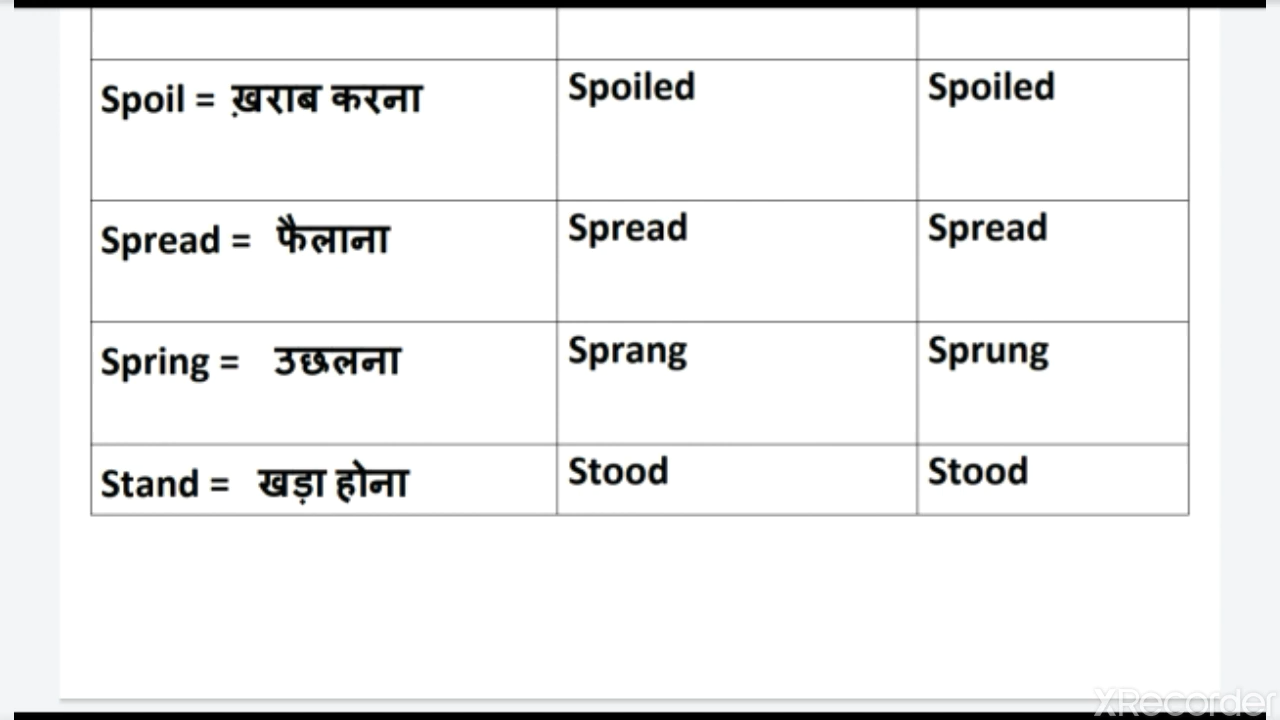 Spoil = ख़राब करना Spoiled Spoiled
Spread = फैलाना Spread Spread
Spring = उछलना Sprang Sprung
Stand = खड़ा होना Stood Stood
XRecorder